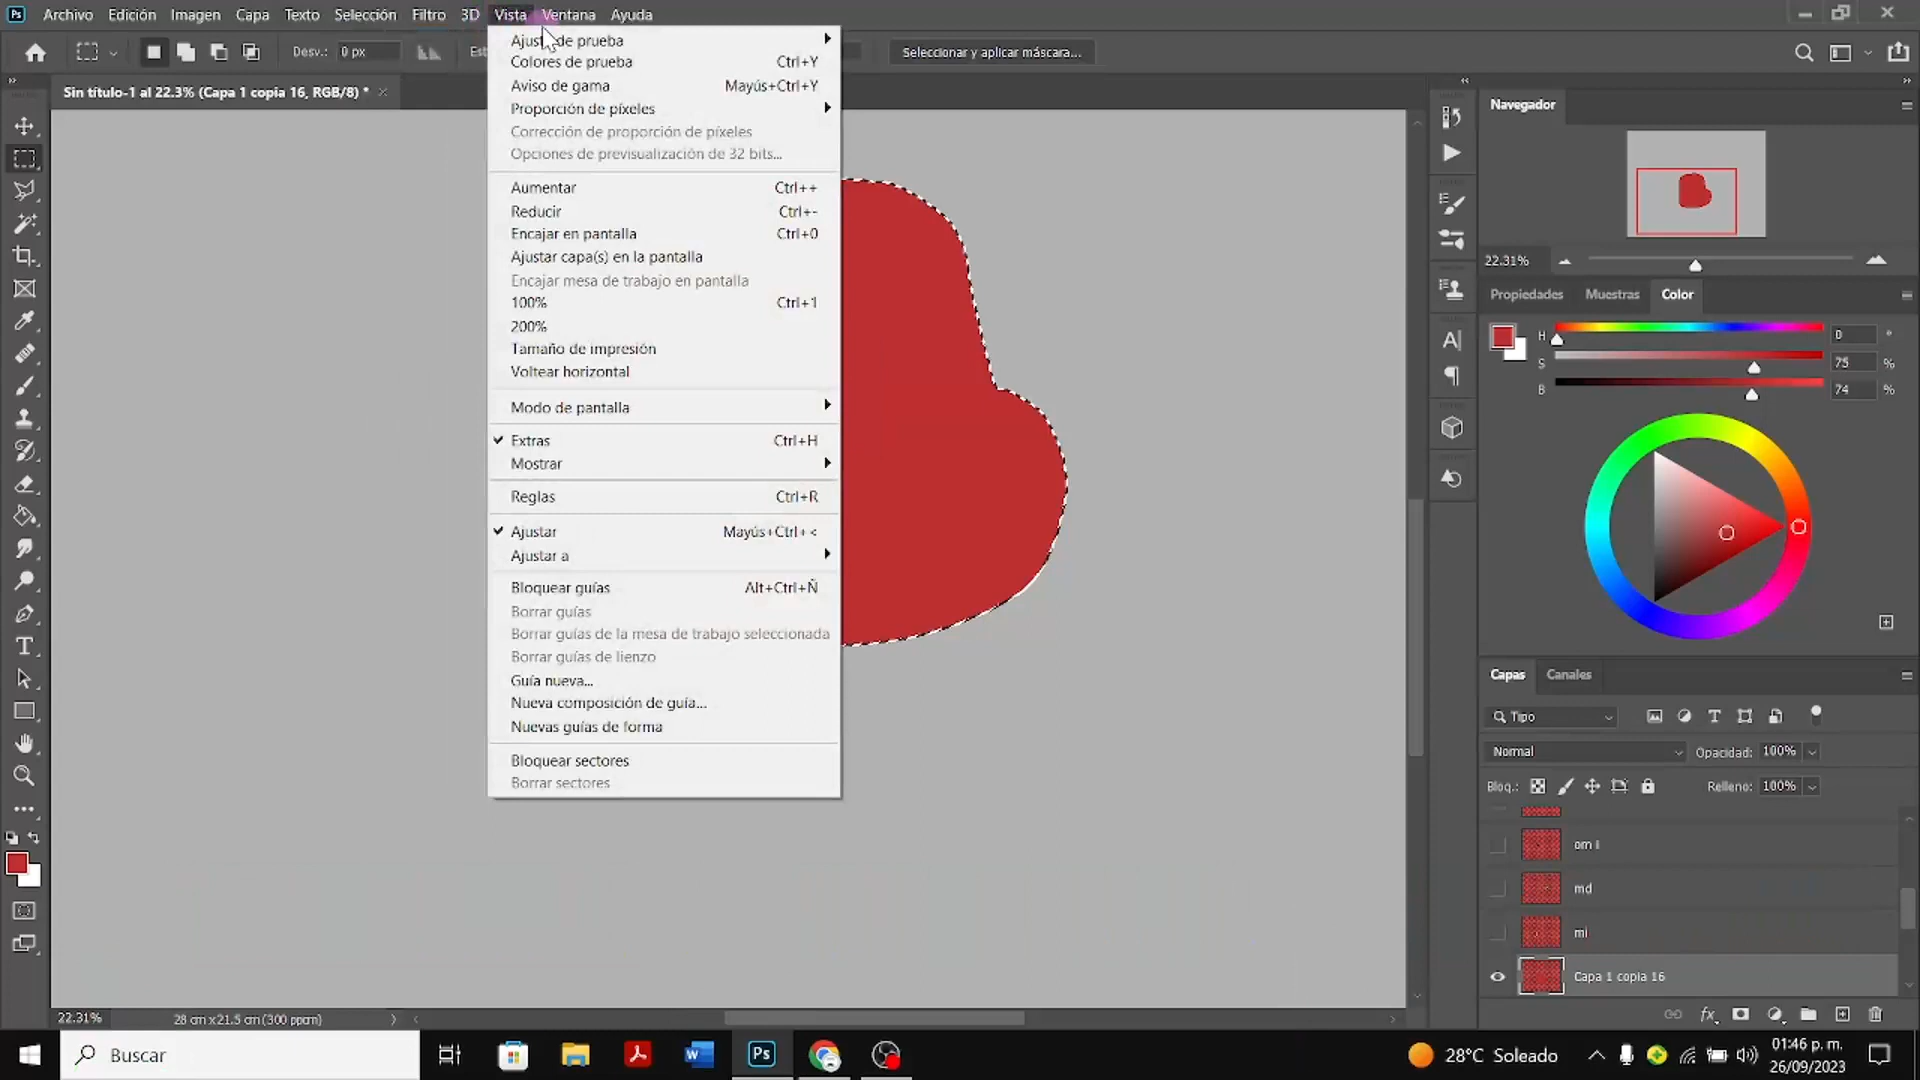 Ps Archivo Edición Imagen Capa Texto Selección Filtro 3D Vista Ventana Ayuda
Desv.: 0 px Seleccionar y aplicar máscara...
Sin título-1 al 22.3% (Capa 1 copia 16, RGB/8) *
Ajuste de prueba
Colores de prueba Ctrl+Y
Aviso de gama Mayús+Ctrl+Y
Proporción de píxeles
Corrección de proporción de píxeles
Opciones de previsualización de 32 bits...
Aumentar Ctrl++
Reducir Ctrl+-
Encajar en pantalla Ctrl+0
Ajustar capa(s) en la pantalla
Encajar mesa de trabajo en pantalla
100% Ctrl+1
200%
Tamaño de impresión
Voltear horizontal
Modo de pantalla
Extras Ctrl+H
Mostrar
Reglas Ctrl+R
Ajustar Mayús+Ctrl+<
Ajustar a
Bloquear guías Alt+Ctrl+Ñ
Borrar guías
Borrar guías de la mesa de trabajo seleccionada
Borrar guías de lienzo
Guía nueva...
Nueva composición de guía...
Nuevas guías de forma
Bloquear sectores
Borrar sectores
Navegador
22.31%
Propiedades Muestras Color
H 0 °
S 75 %
B 74 %
Capas Canales
Tipo
Normal Opacidad: 100%
Bloq.: Relleno: 100%
om i
md
mi
Capa 1 copia 16
22.31% 28 cm x 21.5 cm (300 ppcm)
Buscar
28°C Soleado
01:46 p. m.
26/09/2023